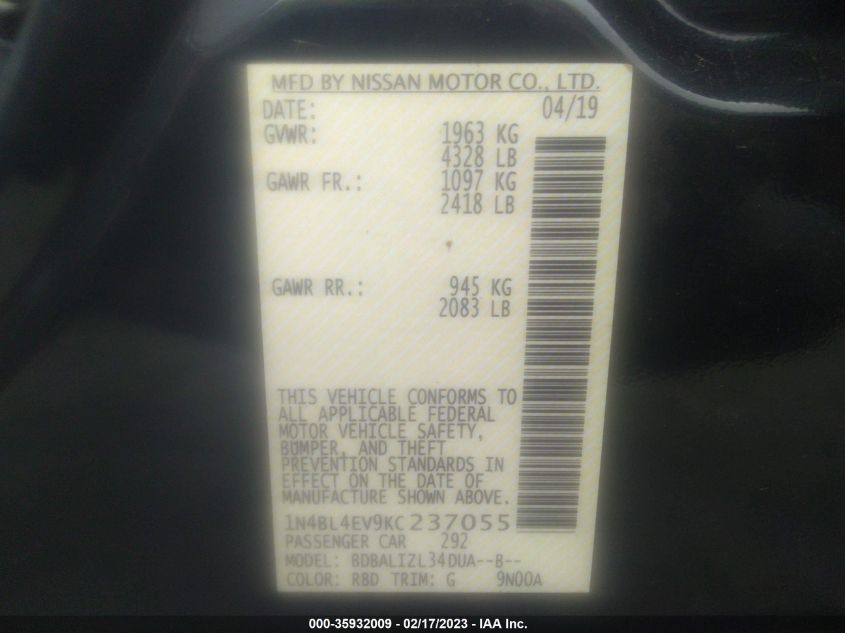 MFD BY NISSAN MOTOR CO., LTD.
DATE: 04/19
GVWR: 1963 KG
4328 LB
GAWR FR.: 1097 KG
2418 LB
GAWR RR.: 945 KG
2083 LB
THIS VEHICLE CONFORMS TO
ALL APPLICABLE FEDERAL
MOTOR VEHICLE SAFETY,
BUMPER, AND THEFT
PREVENTION STANDARDS IN
EFFECT ON THE DATE OF
MANUFACTURE SHOWN ABOVE.
1N4BL4EV9KC237055
PASSENGER CAR 292
MODEL: BDBALIZL34DUA--B--
COLOR: RBD TRIM: G 9N00A
000-35932009 - 02/17/2023 - IAA Inc.